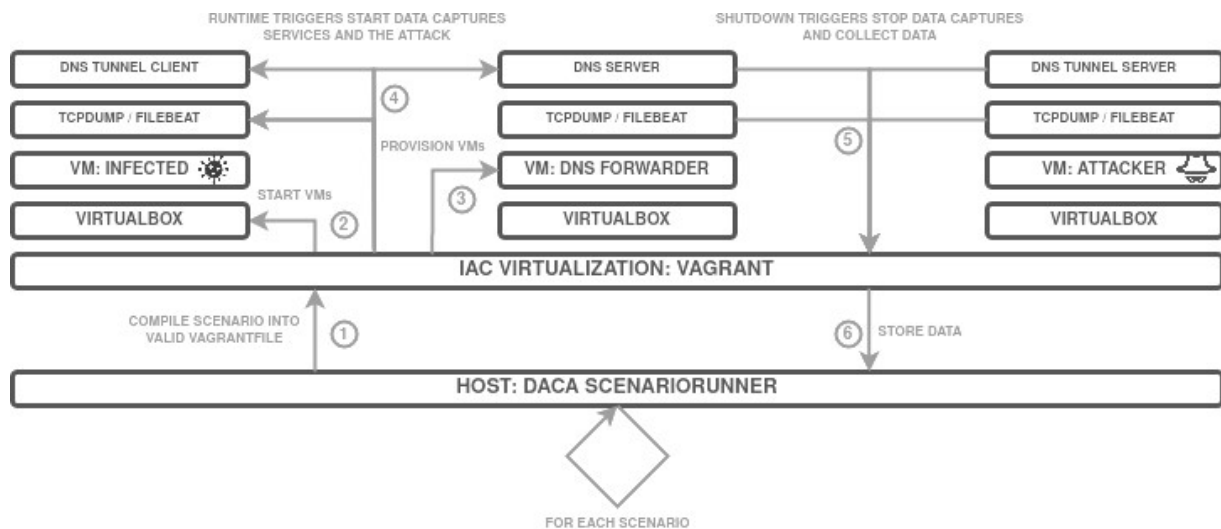 RUNTIME TRIGGERS START DATA CAPTURES
SERVICES AND THE ATTACK
SHUTDOWN TRIGGERS STOP DATA CAPTURES
AND COLLECT DATA
DNS TUNNEL CLIENT
DNS SERVER
DNS TUNNEL SERVER
4
TCPDUMP / FILEBEAT
TCPDUMP / FILEBEAT
TCPDUMP / FILEBEAT
5
PROVISION VMs
VM: INFECTED
VM: DNS FORWARDER
VM: ATTACKER
START VMs
3
VIRTUALBOX
2
VIRTUALBOX
VIRTUALBOX
IAC VIRTUALIZATION: VAGRANT
COMPILE SCENARIO INTO
VALID VAGRANTFILE
1
6
STORE DATA
HOST: DACA SCENARIORUNNER
FOR EACH SCENARIO